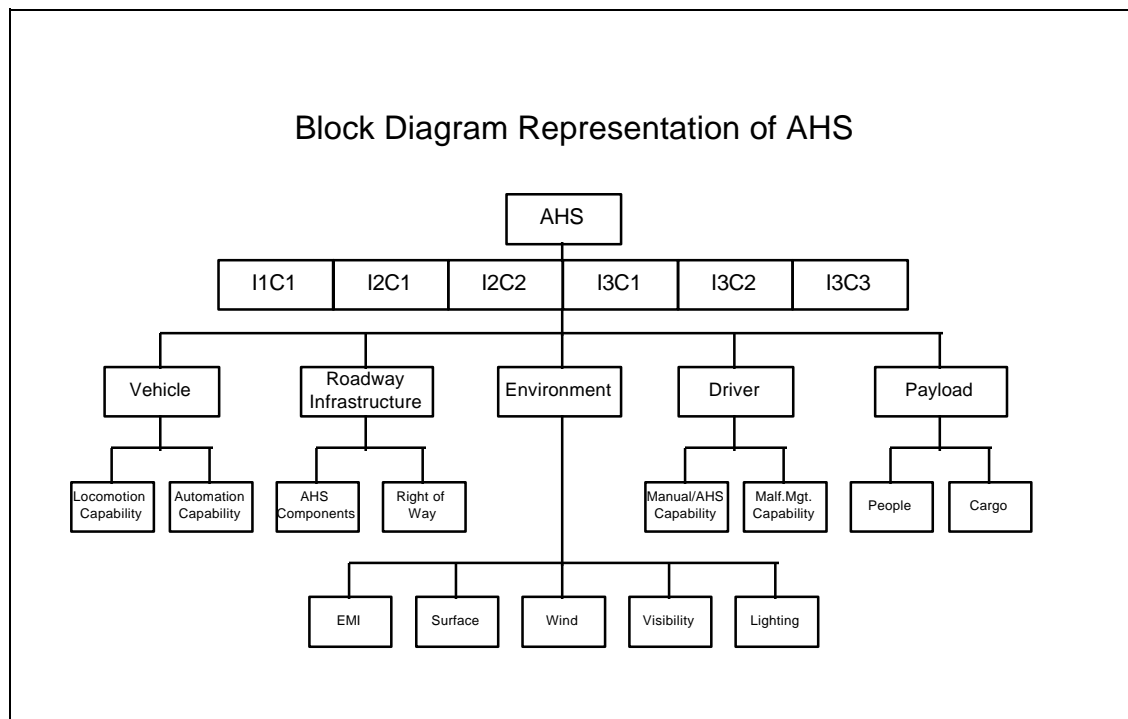 Block Diagram Representation of AHS
AHS
I1C1 I2C1 I2C2 I3C1 I3C2 I3C3
Vehicle
Roadway
Infrastructure
Environment
Driver
Payload
Locomotion
Capability
Automation
Capability
AHS
Components
Right of
Way
Manual/AHS
Capability
Malf.Mgt.
Capability
People
Cargo
EMI
Surface
Wind
Visibility
Lighting